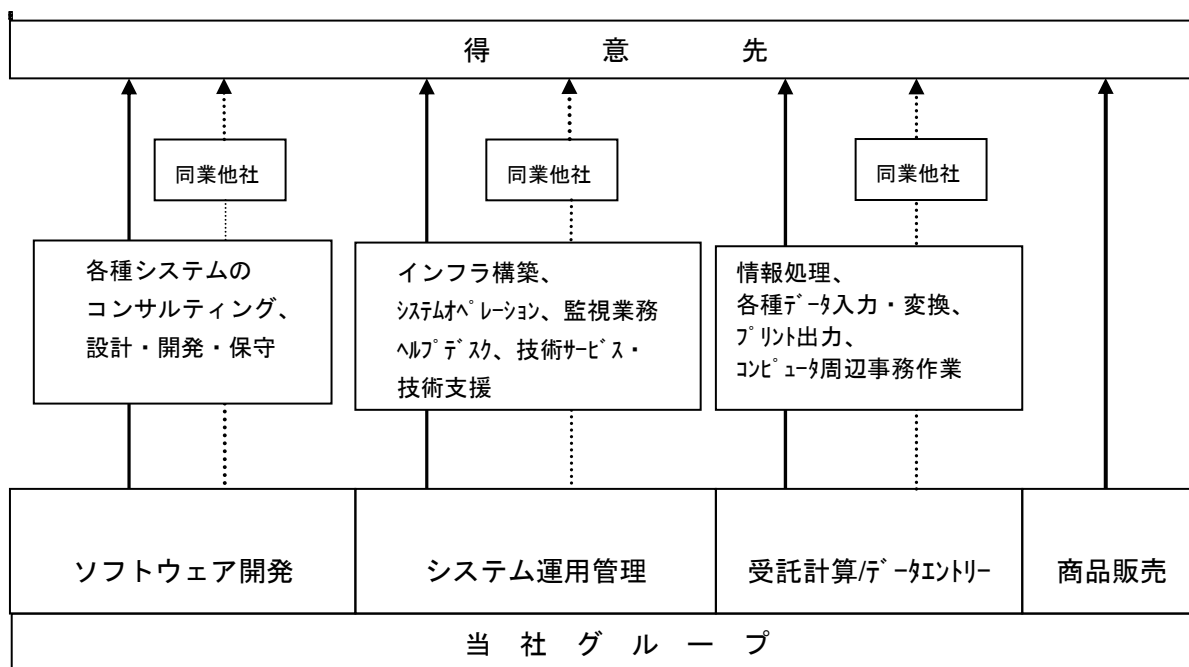 得意先
同業他社
同業他社
同業他社
各種システムの
コンサルティング、
設計・開発・保守
インフラ構築、
ｼｽﾃﾑｵﾍﾟﾚｰｼｮﾝ、監視業務
ﾍﾙﾌﾟﾃﾞｽｸ、技術ｻｰﾋﾞｽ・
技術支援
情報処理、
各種ﾃﾞｰﾀ入力・変換、
ﾌﾟﾘﾝﾄ出力、
ｺﾝﾋﾟｭｰﾀ周辺事務作業
ソフトウェア開発
システム運用管理
受託計算/ﾃﾞｰﾀｴﾝﾄﾘｰ
商品販売
当社グループ